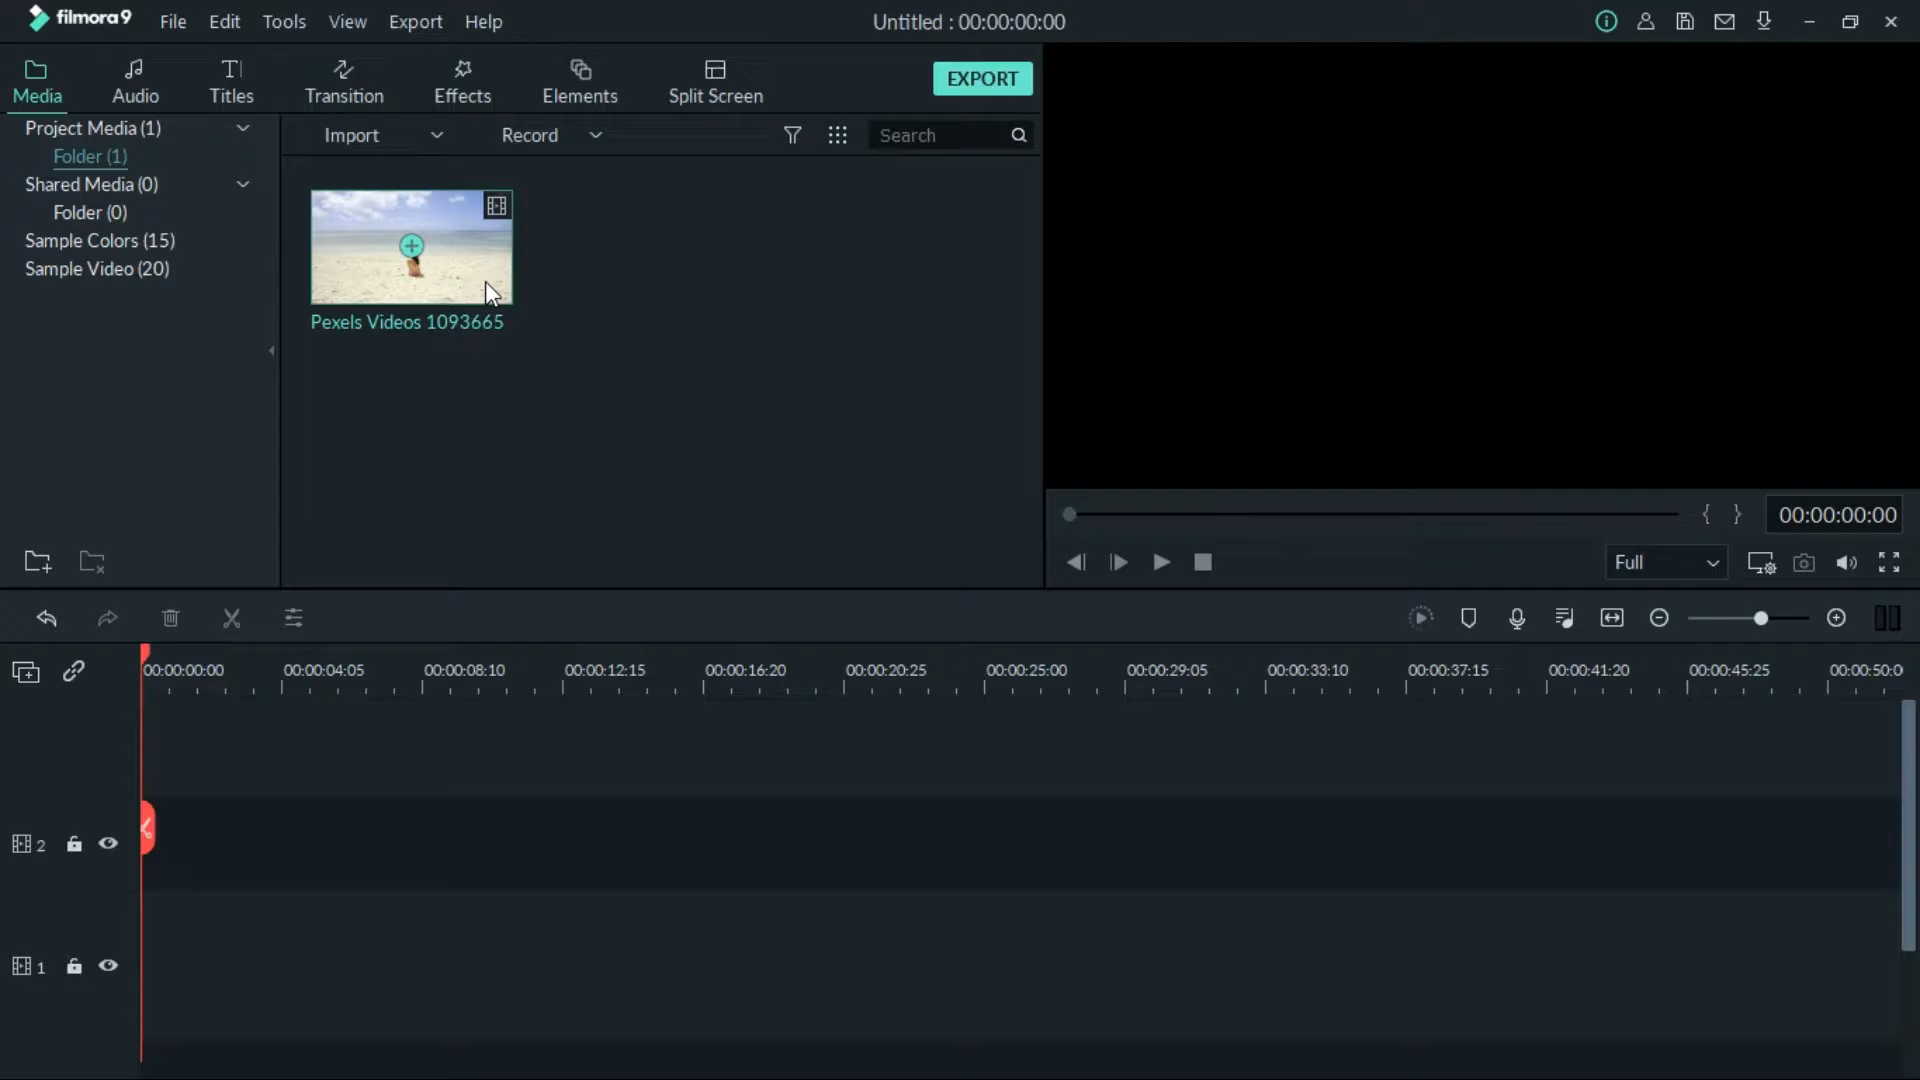 filmora9 File Edit Tools View Export Help Untitled : 00:00:00:00
Media Audio Titles Transition Effects Elements Split Screen EXPORT
Project Media (1)
Folder (1)
Shared Media (0)
Folder (0)
Sample Colors (15)
Sample Video (20)
Import Record Search
Pexels Videos 1093665
00:00:00:00
Full
00:00:00:00 00:00:04:05 00:00:08:10 00:00:12:15 00:00:16:20 00:00:20:25 00:00:25:00 00:00:29:05 00:00:33:10 00:00:37:15 00:00:41:20 00:00:45:25 00:00:50:0
2
1